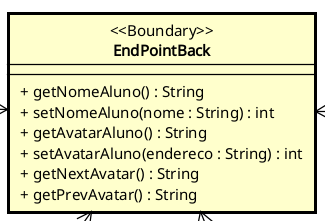 <<Boundary>>
EndPointBack
+ getNomeAluno() : String
+ setNomeAluno(nome : String) : int
+ getAvatarAluno() : String
+ setAvatarAluno(endereco : String) : int
+ getNextAvatar() : String
+ getPrevAvatar() : String